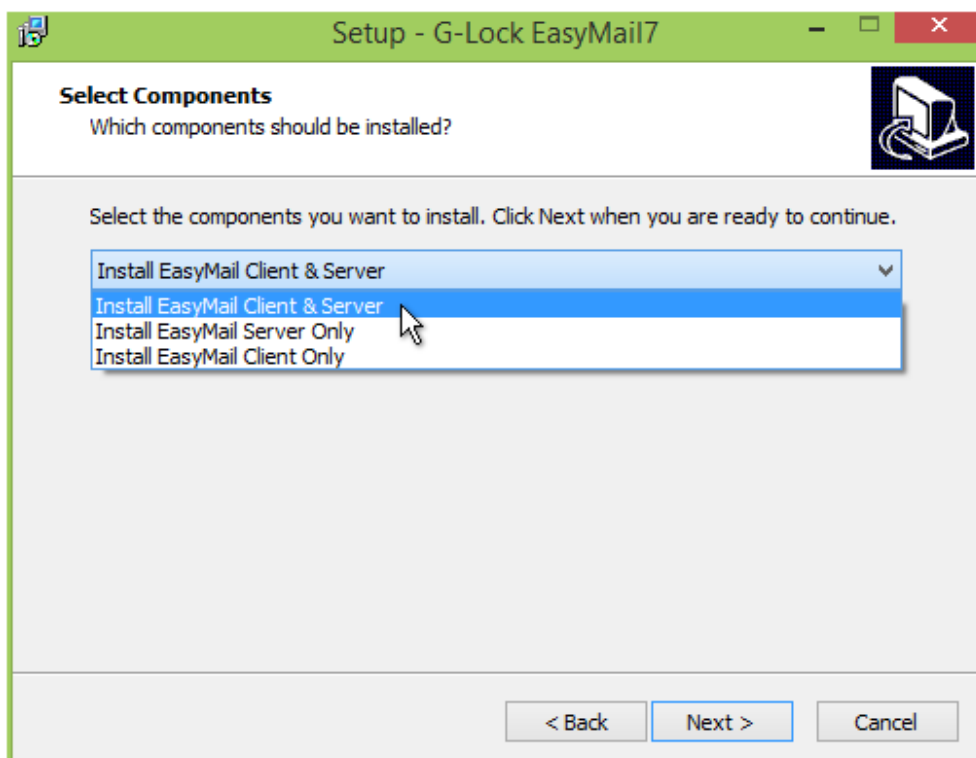 Setup - G-Lock EasyMail7
Select Components
Which components should be installed?
Select the components you want to install. Click Next when you are ready to continue.
Install EasyMail Client & Server
Install EasyMail Client & Server
Install EasyMail Server Only
Install EasyMail Client Only
< Back Next > Cancel